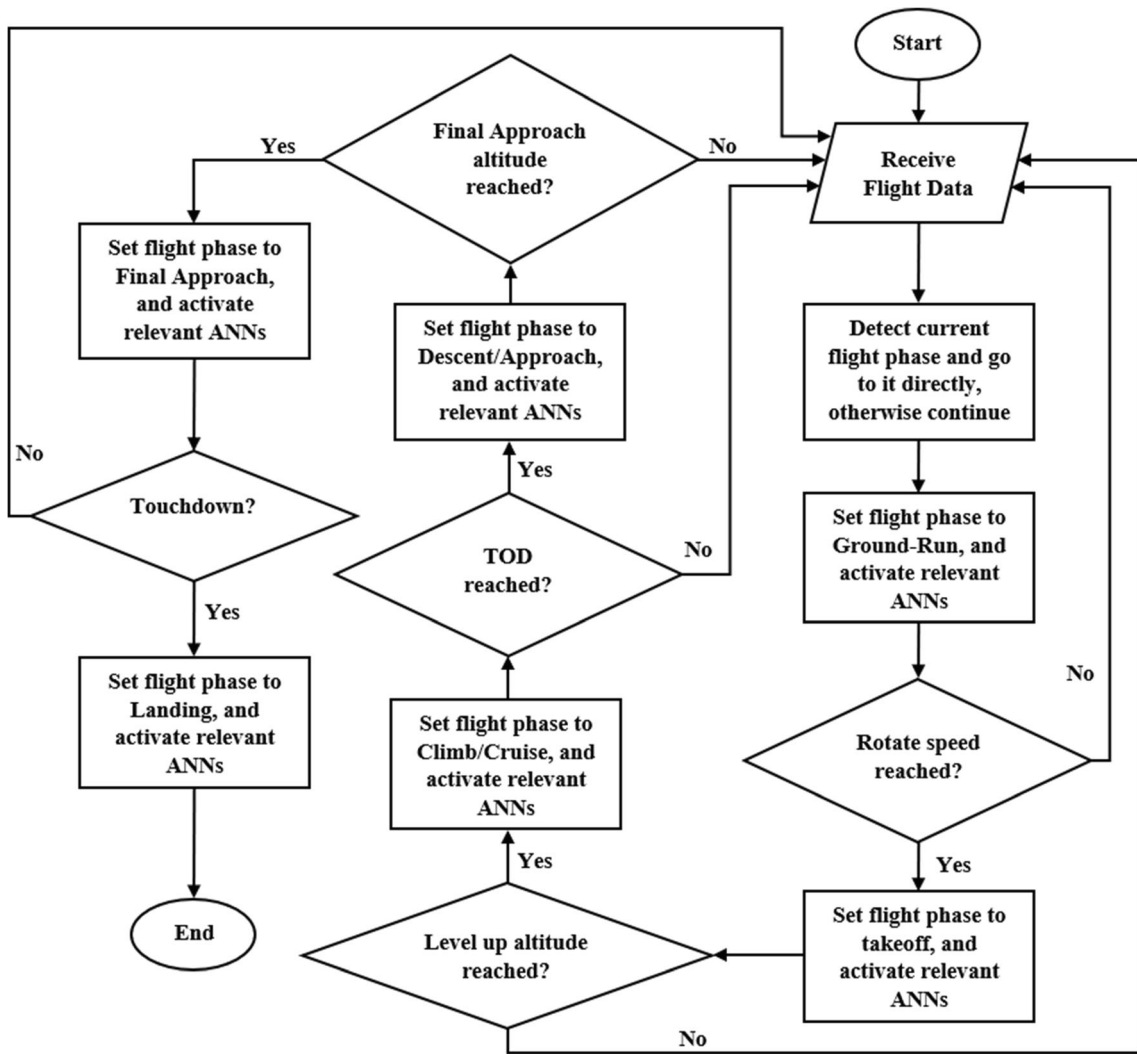 Start
Receive
Flight Data
Detect current
flight phase and go
to it directly,
otherwise continue
Set flight phase to
Ground-Run, and
activate relevant
ANNs
Rotate speed
reached?
No
Yes
Set flight phase to
takeoff, and
activate relevant
ANNs
Level up altitude
reached?
No
Yes
Set flight phase to
Climb/Cruise, and
activate relevant
ANNs
TOD
reached?
No
Yes
Set flight phase to
Descent/Approach,
and activate
relevant ANNs
Final Approach
altitude
reached?
No
Yes
Set flight phase to
Final Approach,
and activate
relevant ANNs
Touchdown?
No
Yes
Set flight phase to
Landing, and
activate relevant
ANNs
End